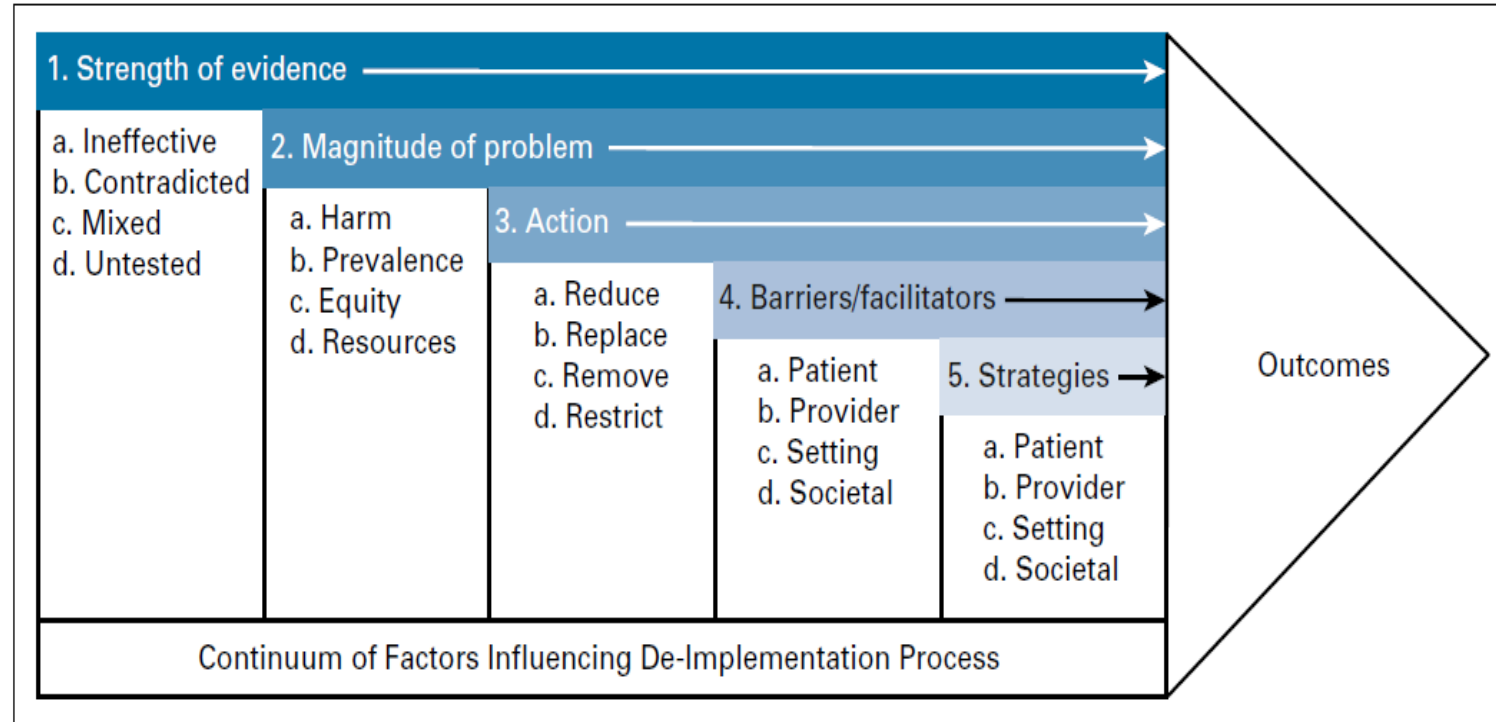 1. Strength of evidence
a. Ineffective
b. Contradicted
c. Mixed
d. Untested
2. Magnitude of problem
a. Harm
b. Prevalence
c. Equity
d. Resources
3. Action
a. Reduce
b. Replace
c. Remove
d. Restrict
4. Barriers/facilitators
a. Patient
b. Provider
c. Setting
d. Societal
5. Strategies
a. Patient
b. Provider
c. Setting
d. Societal
Outcomes
Continuum of Factors Influencing De-Implementation Process